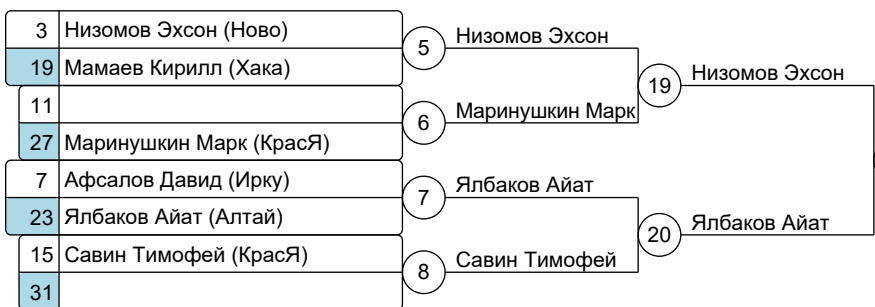 3 Низомов Эхсон (Ново)
19 Мамаев Кирилл (Хака)
5 Низомов Эхсон
11
27 Маринушкин Марк (КрасЯ)
6 Маринушкин Марк
19 Низомов Эхсон
7 Афсалов Давид (Ирку)
23 Ялбаков Айат (Алтай)
7 Ялбаков Айат
15 Савин Тимофей (КрасЯ)
31
8 Савин Тимофей
20 Ялбаков Айат